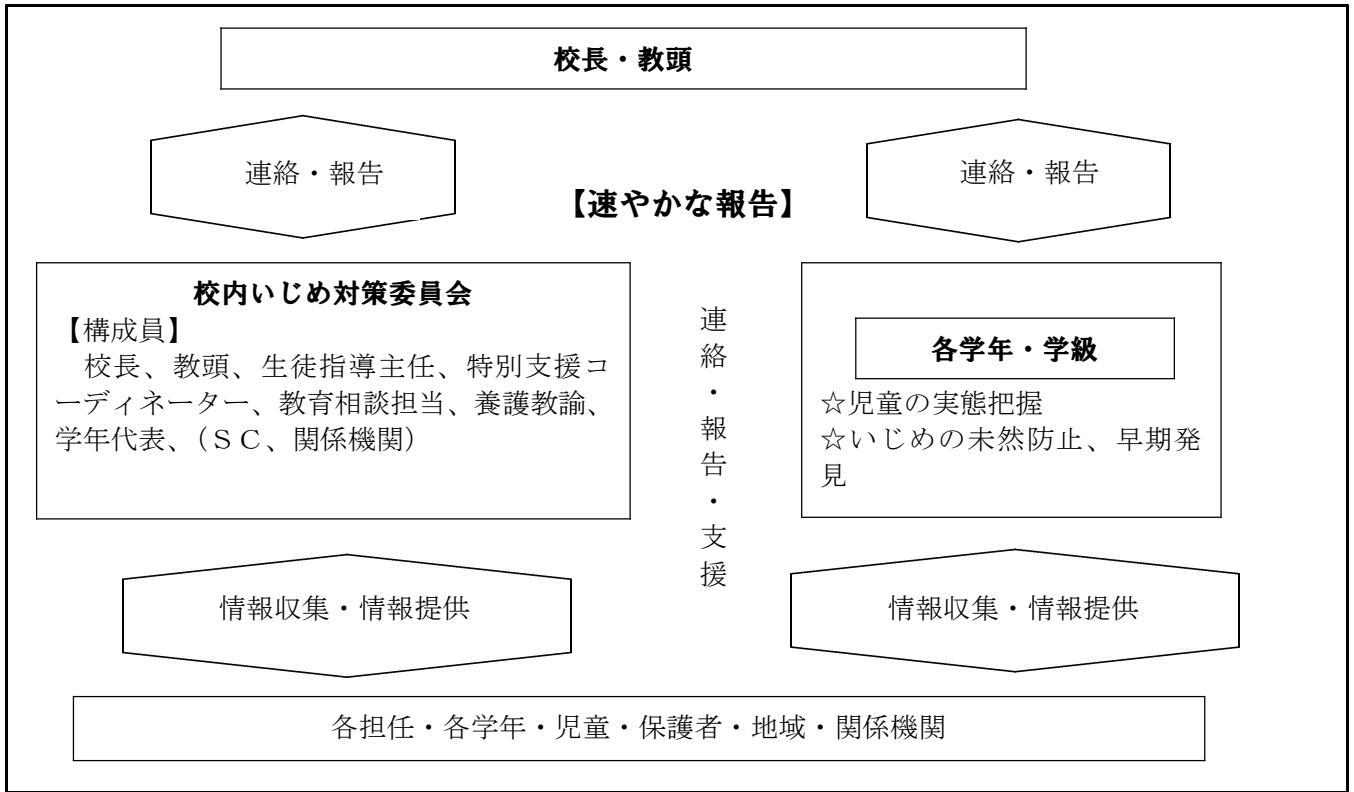 校長・教頭
連絡・報告
連絡・報告
【速やかな報告】
校内いじめ対策委員会
【構成員】
校長、教頭、生徒指導主任、特別支援コ
ーディネーター、教育相談担当、養護教諭、
学年代表、(ＳＣ、関係機関)
連絡・報告・支援
各学年・学級
☆児童の実態把握
☆いじめの未然防止、早期発
見
情報収集・情報提供
情報収集・情報提供
各担任・各学年・児童・保護者・地域・関係機関